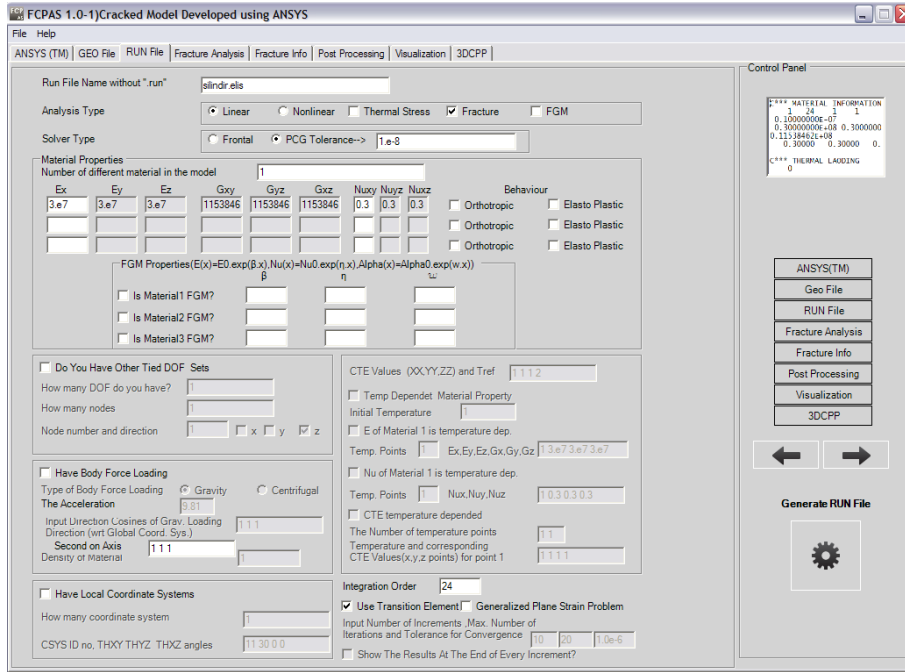 FCPAS 1.0-1)Cracked Model Developed using ANSYS
File Help
ANSYS (TM) GEO File RUN File Fracture Analysis Fracture Info Post Processing Visualization 3DCPP
Run File Name without ".run" silindir.elis
Analysis Type Linear Nonlinear Thermal Stress Fracture FGM
Solver Type Frontal PCG Tolerance--> 1.e-8
Material Properties
Number of different material in the model 1
Ex Ey Ez Gxy Gyz Gxz Nuxy Nuyz Nuxz Behaviour
3.e7 3.e7 3.e7 1153846 1153846 1153846 0.3 0.3 0.3 Orthotropic Elasto Plastic
Orthotropic Elasto Plastic
Orthotropic Elasto Plastic
FGM Properties(E(x)=E0.exp(β.x),Nu(x)=Nu0.exp(η.x),Alpha(x)=Alpha0.exp(w.x))
β η w
Is Material1 FGM?
Is Material2 FGM?
Is Material3 FGM?
Do You Have Other Tied DOF Sets
How many DOF do you have? 1
How many nodes 1
Node number and direction 1 x y z
Have Body Force Loading
Type of Body Force Loading Gravity Centrifugal
The Acceleration 9.81
Input Direction Cosines of Grav. Loading
Direction (wrt Global Coord. Sys.) 1 1 1
Second on Axis 1 1 1
Density of Material 1
Have Local Coordinate Systems
How many coordinate system 1
CSYS ID no, THXY THYZ THXZ angles 11 30 0 0
CTE Values (XX,YY,ZZ) and Tref 1 1 1 2
Temp Dependet Material Property
Initial Temperature 1
E of Material 1 is temperature dep.
Temp. Points 1 Ex,Ey,Ez,Gx,Gy,Gz 1 3.e7 3.e7 3.e7
Nu of Material 1 is temperature dep.
Temp. Points 1 Nux,Nuy,Nuz 1 0.3 0.3 0.3
CTE temperature depended
The Number of temperature points 1 1
Temperature and corresponding
CTE Values(x,y,z points) for point 1 1 1 1 1
Integration Order 24
Use Transition Element Generalized Plane Strain Problem
Input Number of Increments ,Max. Number of
Iterations and Tolerance for Convergence 10 20 1.0e-6
Show The Results At The End of Every Increment?
Control Panel
C*** MATERIAL INFORMATION
1 24 1 1
0.10000000E-07
0.30000000E+08 0.3000000
0.11538462E+08
0.30000 0.30000 0.
C*** THERMAL LAODING
0
ANSYS(TM)
Geo File
RUN File
Fracture Analysis
Fracture Info
Post Processing
Visualization
3DCPP
Generate RUN File